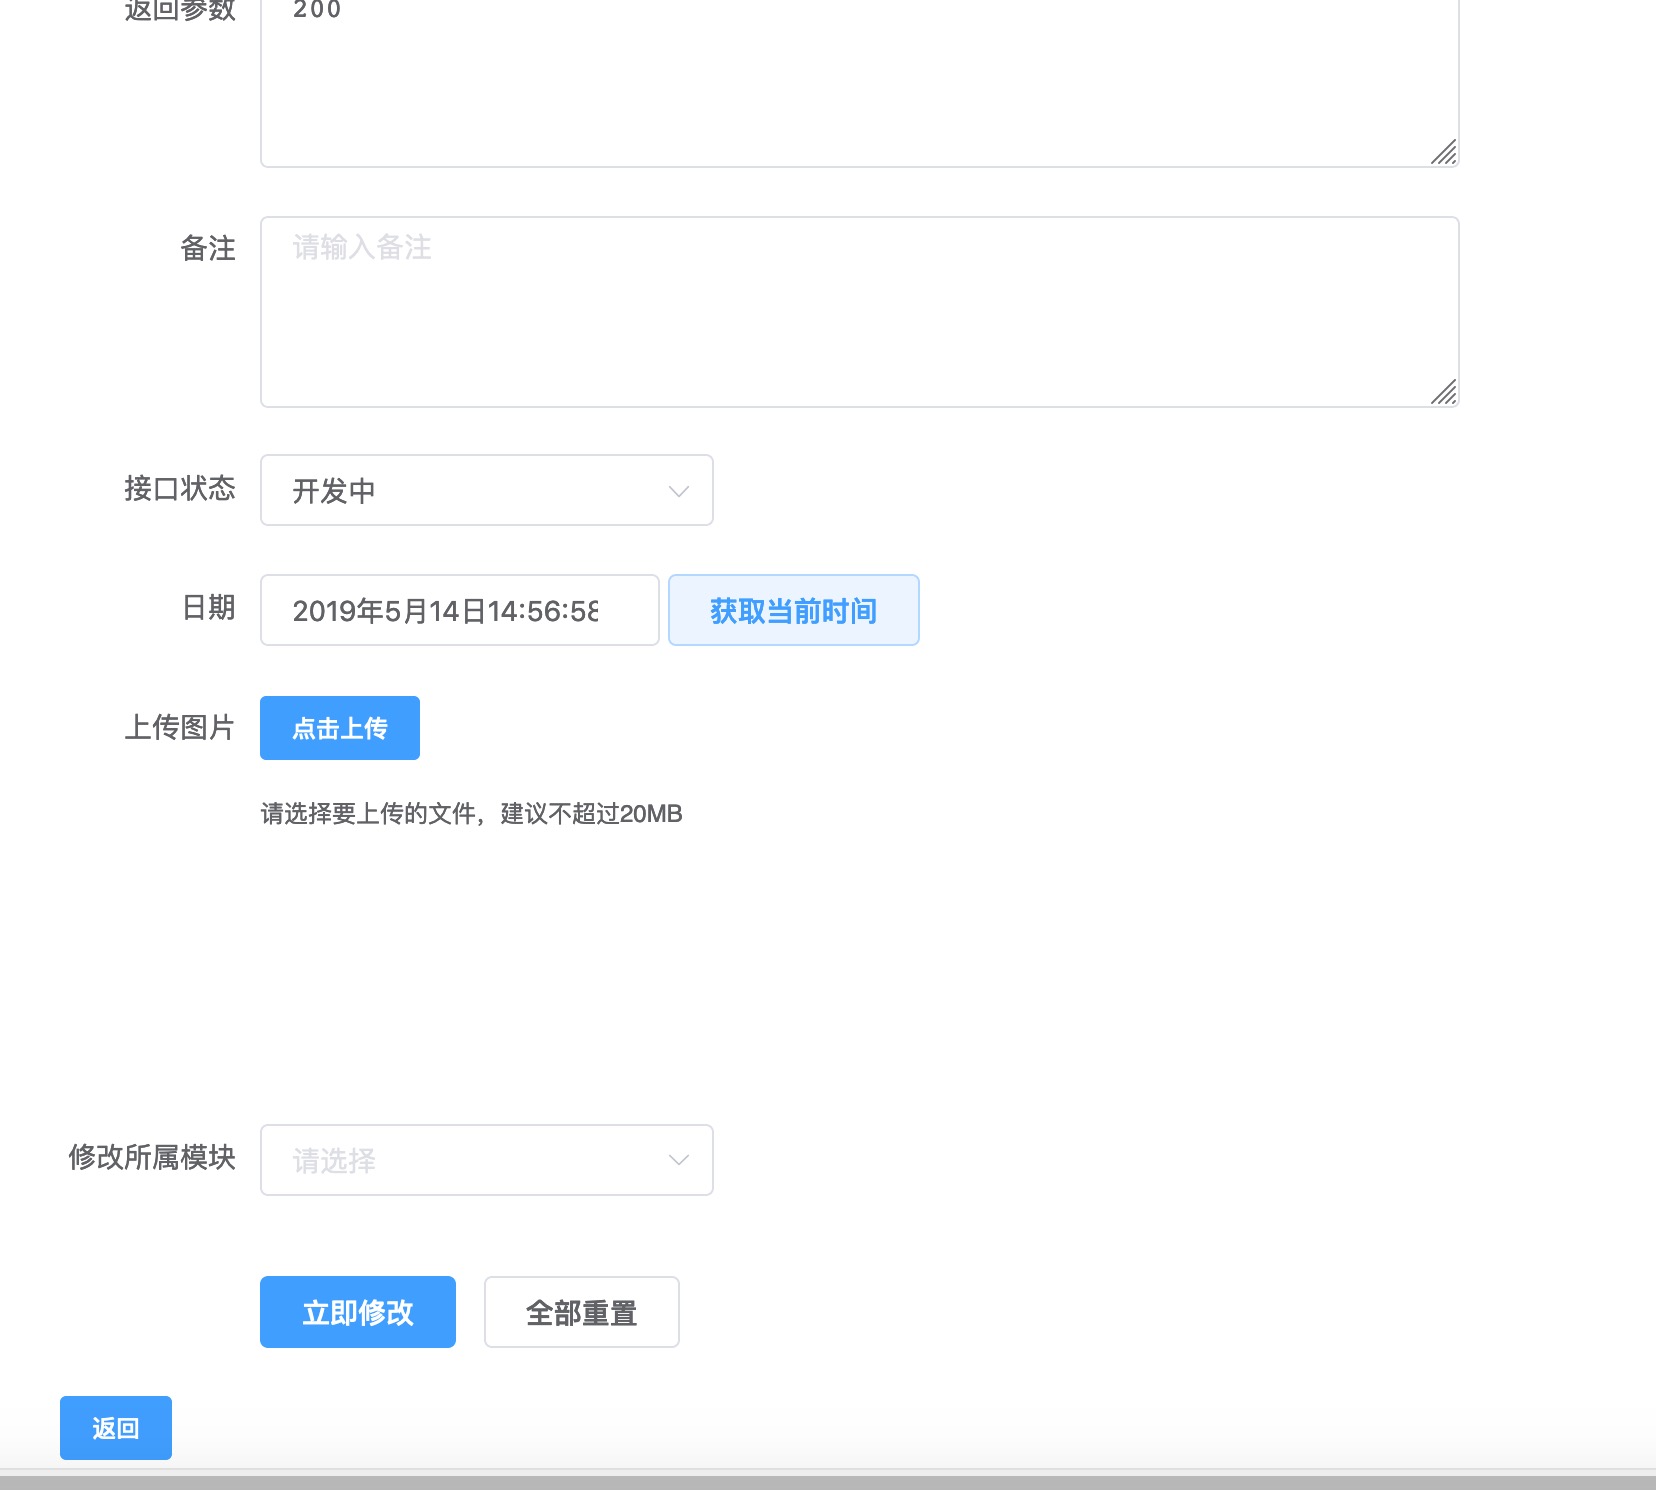 返回参数 200
备注 请输入备注
接口状态 开发中
日期 2019年5月14日14:56:58 获取当前时间
上传图片 点击上传
请选择要上传的文件，建议不超过20MB
修改所属模块 请选择
立即修改 全部重置
返回